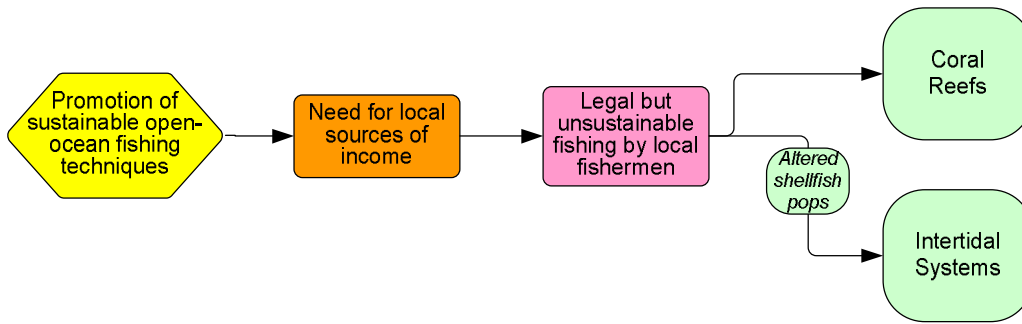 Promotion of
sustainable open-
ocean fishing
techniques
Need for local
sources of
income
Legal but
unsustainable
fishing by local
fishermen
Coral
Reefs
Altered
shellfish
pops
Intertidal
Systems